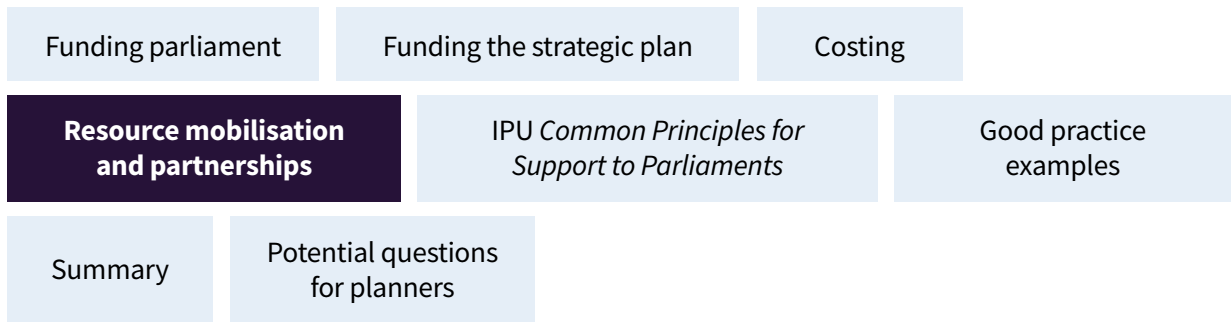 Funding parliament
Funding the strategic plan
Costing
Resource mobilisation
and partnerships
IPU Common Principles for
Support to Parliaments
Good practice
examples
Summary
Potential questions
for planners